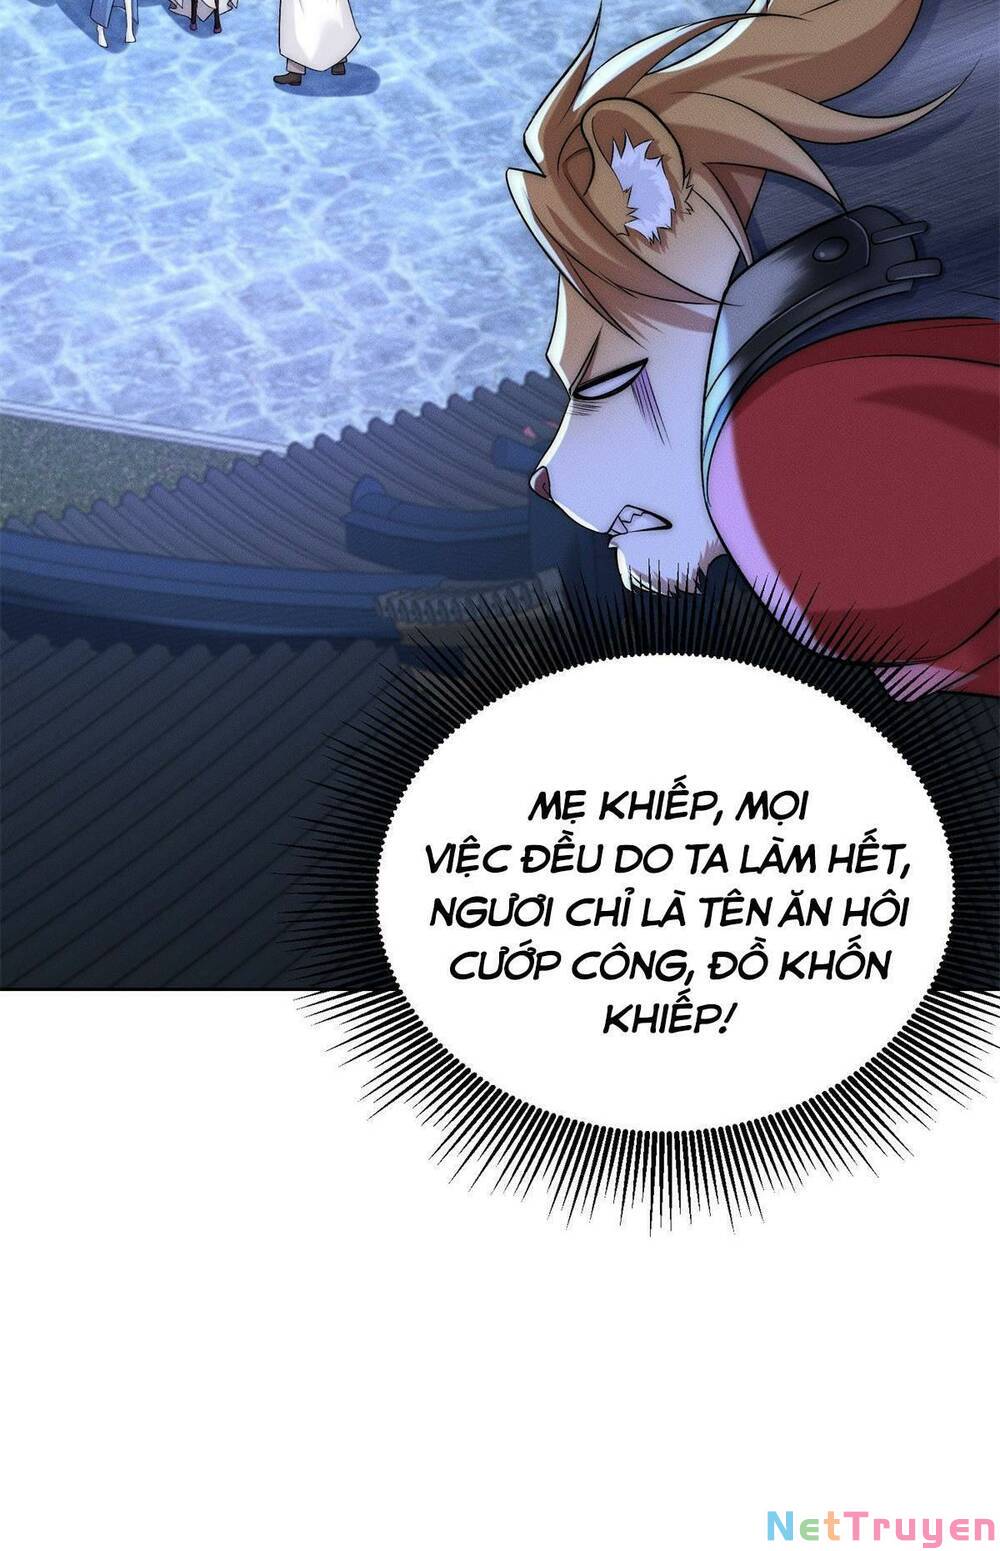 MẸ KHIẾP, MỌI
VIỆC ĐỀU DO TA LÀM HẾT,
NGƯƠI CHỈ LÀ TÊN ĂN HÔI
CƯỚP CÔNG, ĐỒ KHỐN
KHIẾP!
NetTruyen